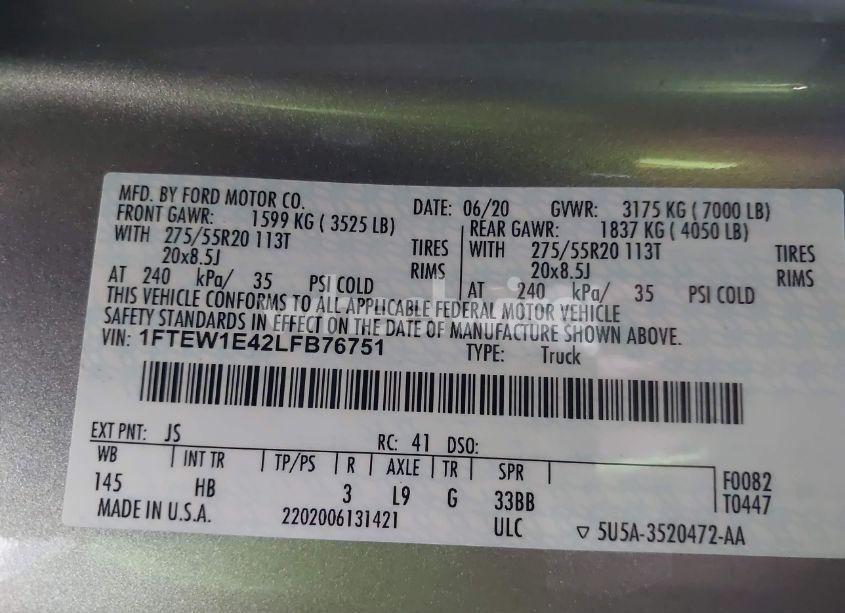 MFD. BY FORD MOTOR CO. DATE: 06/20 GVWR: 3175 KG ( 7000 LB)
FRONT GAWR: 1599 KG ( 3525 LB) REAR GAWR: 1837 KG ( 4050 LB)
WITH 275/55R20 113T TIRES WITH 275/55R20 113T TIRES
20x8.5J RIMS 20x8.5J RIMS
AT 240 kPa/ 35 PSI COLD AT 240 kPa/ 35 PSI COLD
THIS VEHICLE CONFORMS TO ALL APPLICABLE FEDERAL MOTOR VEHICLE
SAFETY STANDARDS IN EFFECT ON THE DATE OF MANUFACTURE SHOWN ABOVE.
VIN: 1FTEW1E42LFB76751 TYPE: Truck
EXT PNT: JS RC: 41 DSO:
WB INT TR TP/PS R AXLE TR SPR F0082
145 HB 3 L9 G 33BB T0447
MADE IN U.S.A. 2202006131421 ULC ▽ 5U5A-3520472-AA